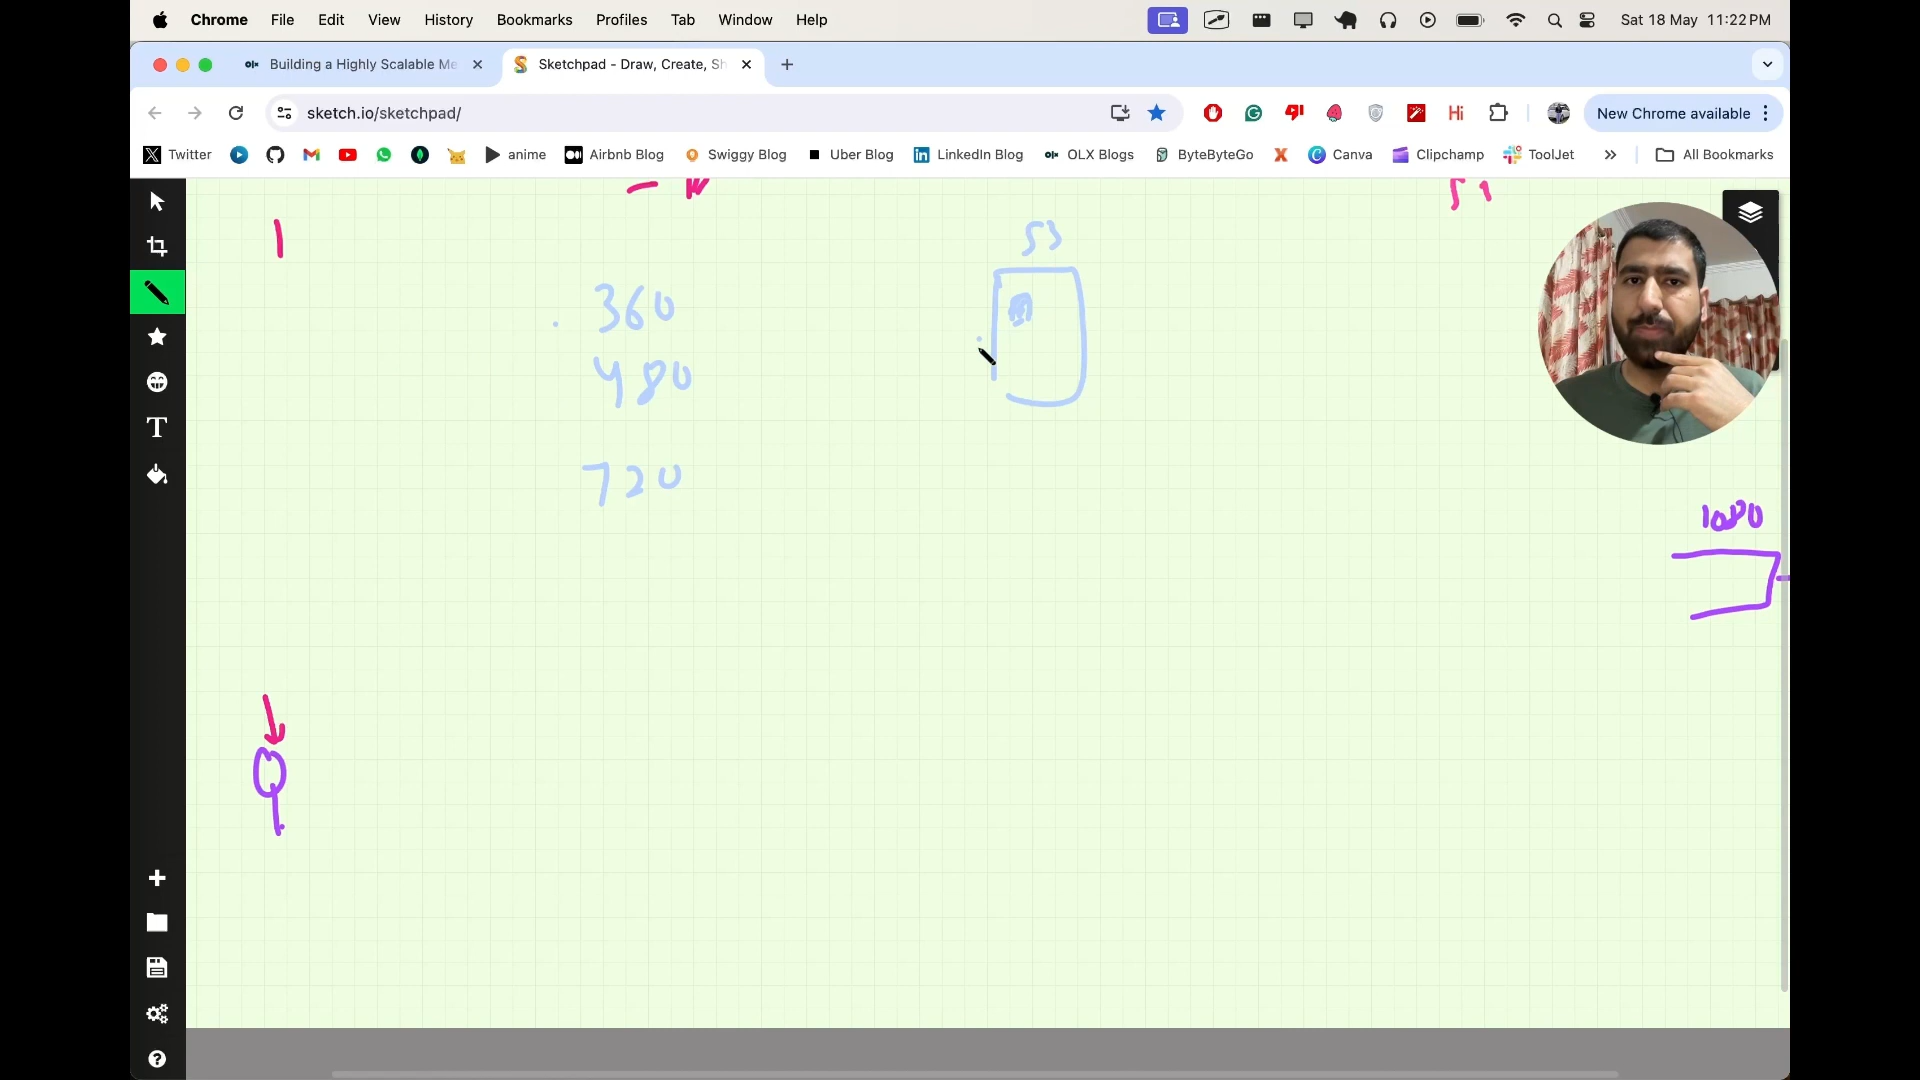 Chrome File Edit View History Bookmarks Profiles Tab Window Help Sat 18 May 11:22 PM
Building a Highly Scalable Me
Sketchpad - Draw, Create, Sh
sketch.io/sketchpad/
New Chrome available
Twitter anime Airbnb Blog Swiggy Blog Uber Blog LinkedIn Blog OLX Blogs ByteByteGo Canva Clipchamp ToolJet » All Bookmarks
S3
360
480
720
1080